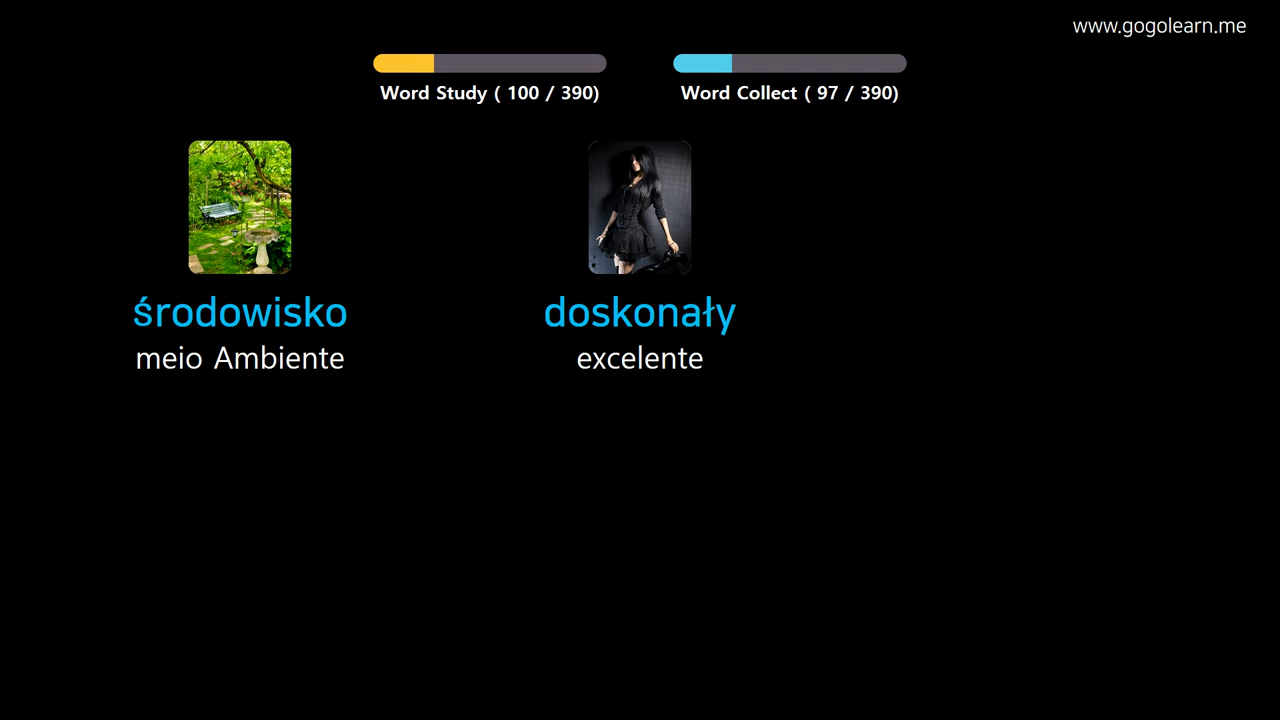 www.gogolearn.me
Word Study ( 100 / 390)
Word Collect ( 97 / 390)
środowisko
meio Ambiente
doskonały
excelente